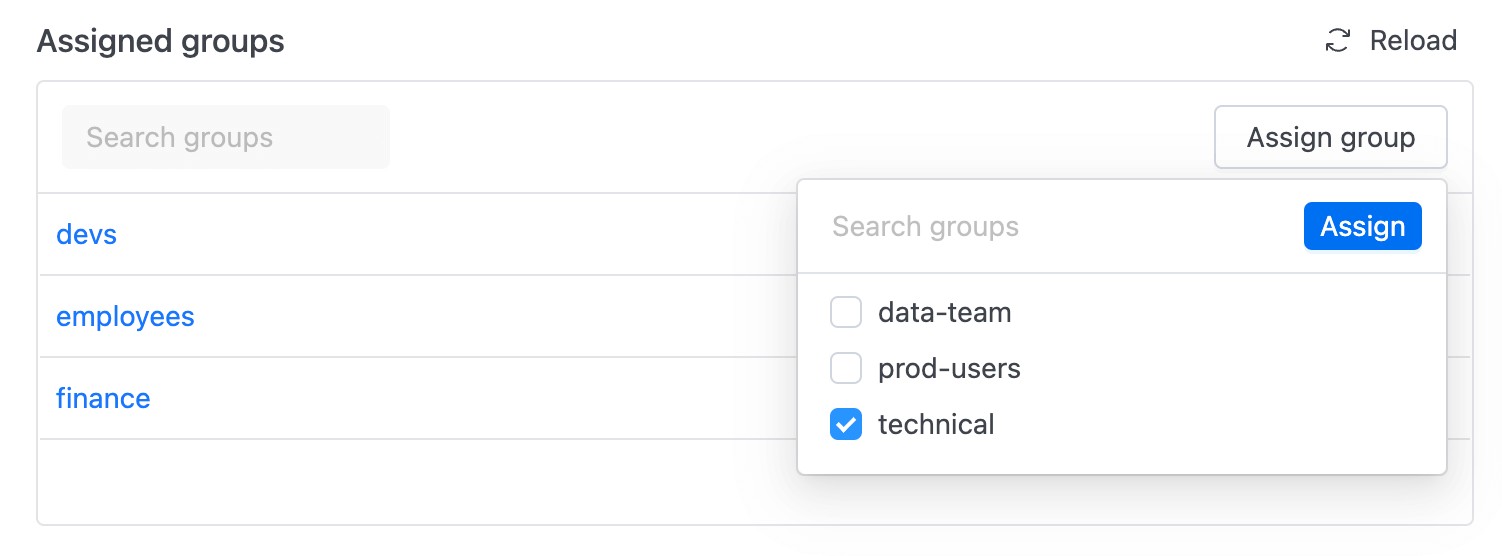 Assigned groups
Reload
Search groups
Assign group
devs
employees
finance
Search groups
Assign
data-team
prod-users
technical